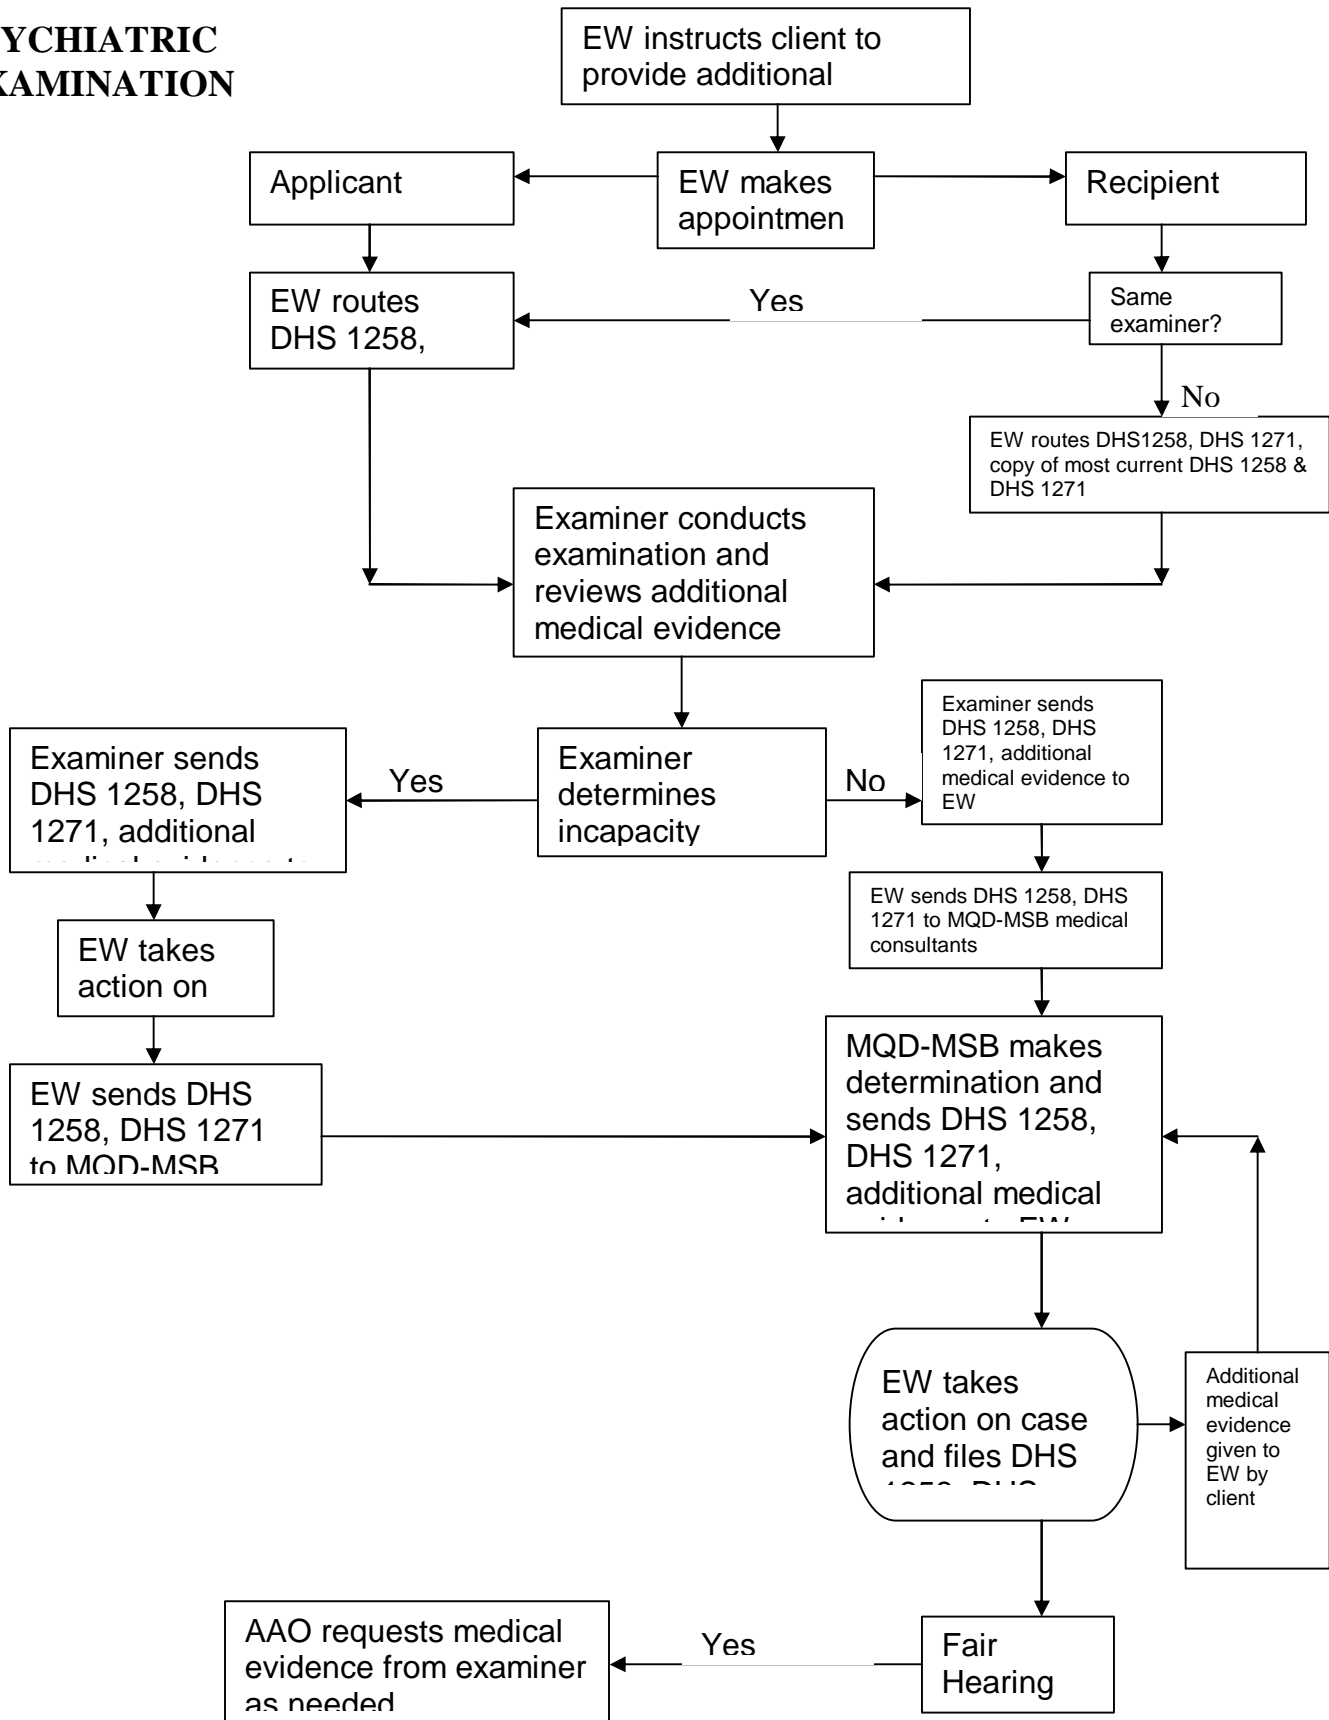 YCHIATRIC
XAMINATION
EW instructs client to
provide additional
Applicant
EW makes
appointmen
Recipient
EW routes
DHS 1258,
Yes
Same
examiner?
No
EW routes DHS1258, DHS 1271,
copy of most current DHS 1258 &
DHS 1271
Examiner conducts
examination and
reviews additional
medical evidence
Examiner sends
DHS 1258, DHS
1271, additional
medical evidence to
EW
Examiner sends
DHS 1258, DHS
1271, additional
Yes
Examiner
determines
incapacity
No
EW sends DHS 1258, DHS
1271 to MQD-MSB medical
consultants
EW takes
action on
MQD-MSB makes
determination and
sends DHS 1258,
DHS 1271,
additional medical
EW sends DHS
1258, DHS 1271
to MQD-MSB
EW takes
action on case
and files DHS
Additional
medical
evidence
given to
EW by
client
AAO requests medical
evidence from examiner
as needed
Yes
Fair
Hearing